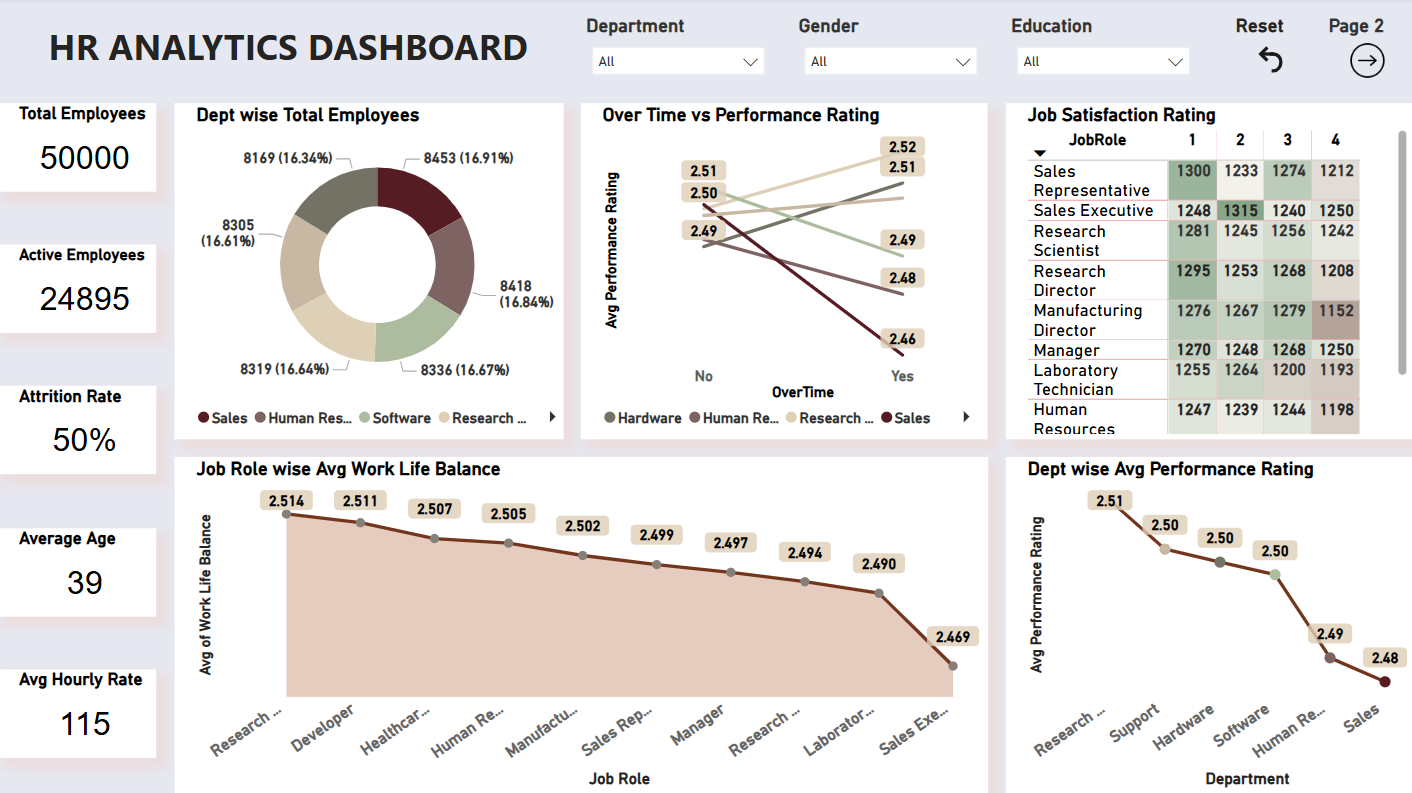 HR ANALYTICS DASHBOARD
Department
All
Gender
All
Education
All
Reset
Page 2
Total Employees
50000
Active Employees
24895
Attrition Rate
50%
Average Age
39
Avg Hourly Rate
115
Dept wise Total Employees
8169 (16.34%)
8453 (16.91%)
8305
(16.61%)
8418
(16.84%)
8319 (16.64%)
8336 (16.67%)
Sales Human Res... Software Research ...
Over Time vs Performance Rating
Avg Performance Rating
2.51
2.50
2.49
2.52
2.51
2.49
2.48
2.46
No Yes
OverTime
Hardware Human Re... Research ... Sales
Job Satisfaction Rating
JobRole 1 2 3 4
Sales
Representative 1300 1233 1274 1212
Sales Executive 1248 1315 1240 1250
Research
Scientist 1281 1245 1256 1242
Research
Director 1295 1253 1268 1208
Manufacturing
Director 1276 1267 1279 1152
Manager 1270 1248 1268 1250
Laboratory
Technician 1255 1264 1200 1193
Human
Resources 1247 1239 1244 1198
Job Role wise Avg Work Life Balance
Avg of Work Life Balance
2.514 2.511 2.507 2.505 2.502 2.499 2.497 2.494 2.490 2.469
Research ... Developer Healthcar... Human Re... Manufactu... Sales Rep... Manager Research ... Laborator... Sales Exe...
Job Role
Dept wise Avg Performance Rating
Avg Performance Rating
2.51 2.50 2.50 2.50 2.49 2.48
Research ... Support Hardware Software Human Re... Sales
Department